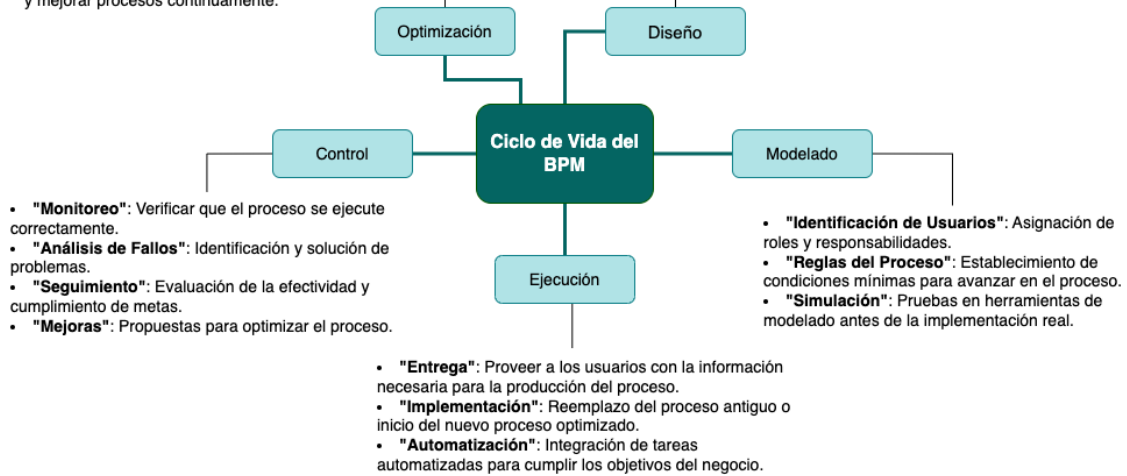 y mejorar procesos continuamente.
Optimización
Diseño
Ciclo de Vida del
BPM
Control
Modelado
• "Monitoreo": Verificar que el proceso se ejecute
correctamente.
• "Análisis de Fallos": Identificación y solución de
problemas.
• "Seguimiento": Evaluación de la efectividad y
cumplimiento de metas.
• "Mejoras": Propuestas para optimizar el proceso.
• "Identificación de Usuarios": Asignación de
roles y responsabilidades.
• "Reglas del Proceso": Establecimiento de
condiciones mínimas para avanzar en el proceso.
• "Simulación": Pruebas en herramientas de
modelado antes de la implementación real.
Ejecución
• "Entrega": Proveer a los usuarios con la información
necesaria para la producción del proceso.
• "Implementación": Reemplazo del proceso antiguo o
inicio del nuevo proceso optimizado.
• "Automatización": Integración de tareas
automatizadas para cumplir los objetivos del negocio.